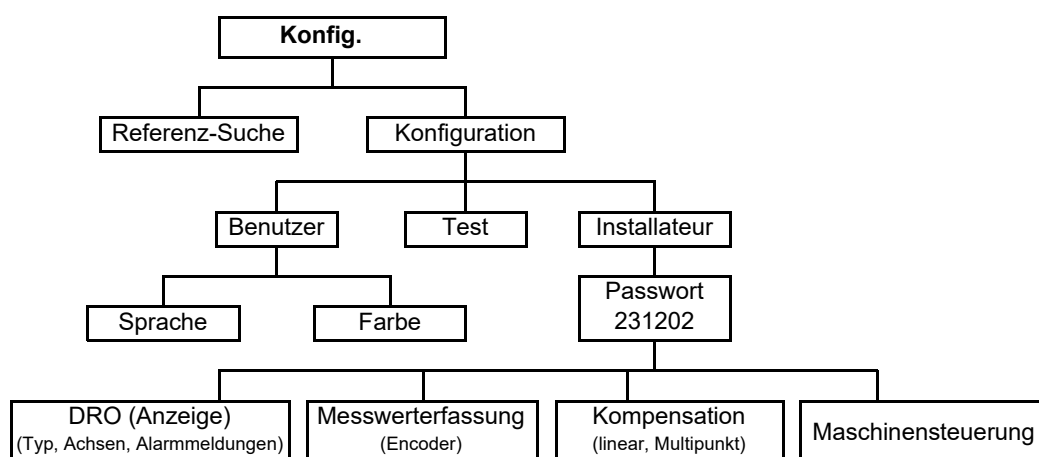 Konfig.
Referenz-Suche
Konfiguration
Benutzer
Test
Installateur
Passwort
231202
Sprache
Farbe
DRO (Anzeige)
(Typ, Achsen, Alarmmeldungen)
Messwerterfassung
(Encoder)
Kompensation
(linear, Multipunkt)
Maschinensteuerung